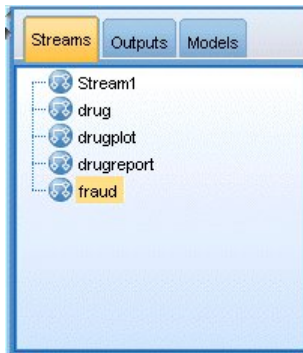 Streams Outputs Models
Stream1
drug
drugplot
drugreport
fraud